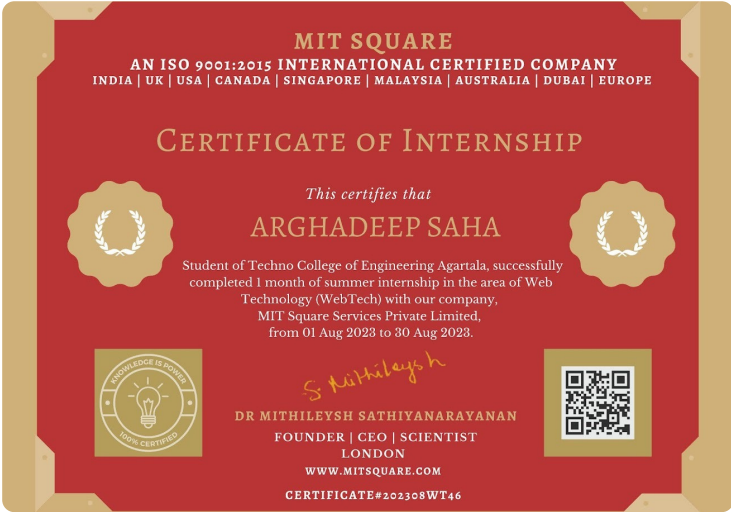 MIT SQUARE
AN ISO 9001:2015 INTERNATIONAL CERTIFIED COMPANY
INDIA | UK | USA | CANADA | SINGAPORE | MALAYSIA | AUSTRALIA | DUBAI | EUROPE
CERTIFICATE OF INTERNSHIP
This certifies that
ARGHADEEP SAHA
Student of Techno College of Engineering Agartala, successfully
completed 1 month of summer internship in the area of Web
Technology (WebTech) with our company,
MIT Square Services Private Limited,
from 01 Aug 2023 to 30 Aug 2023.
KNOWLEDGE IS POWER
100% CERTIFIED
S. Mithileysh
DR MITHILEYSH SATHIYANARAYANAN
FOUNDER | CEO | SCIENTIST
LONDON
WWW.MITSQUARE.COM
CERTIFICATE#202308WT46